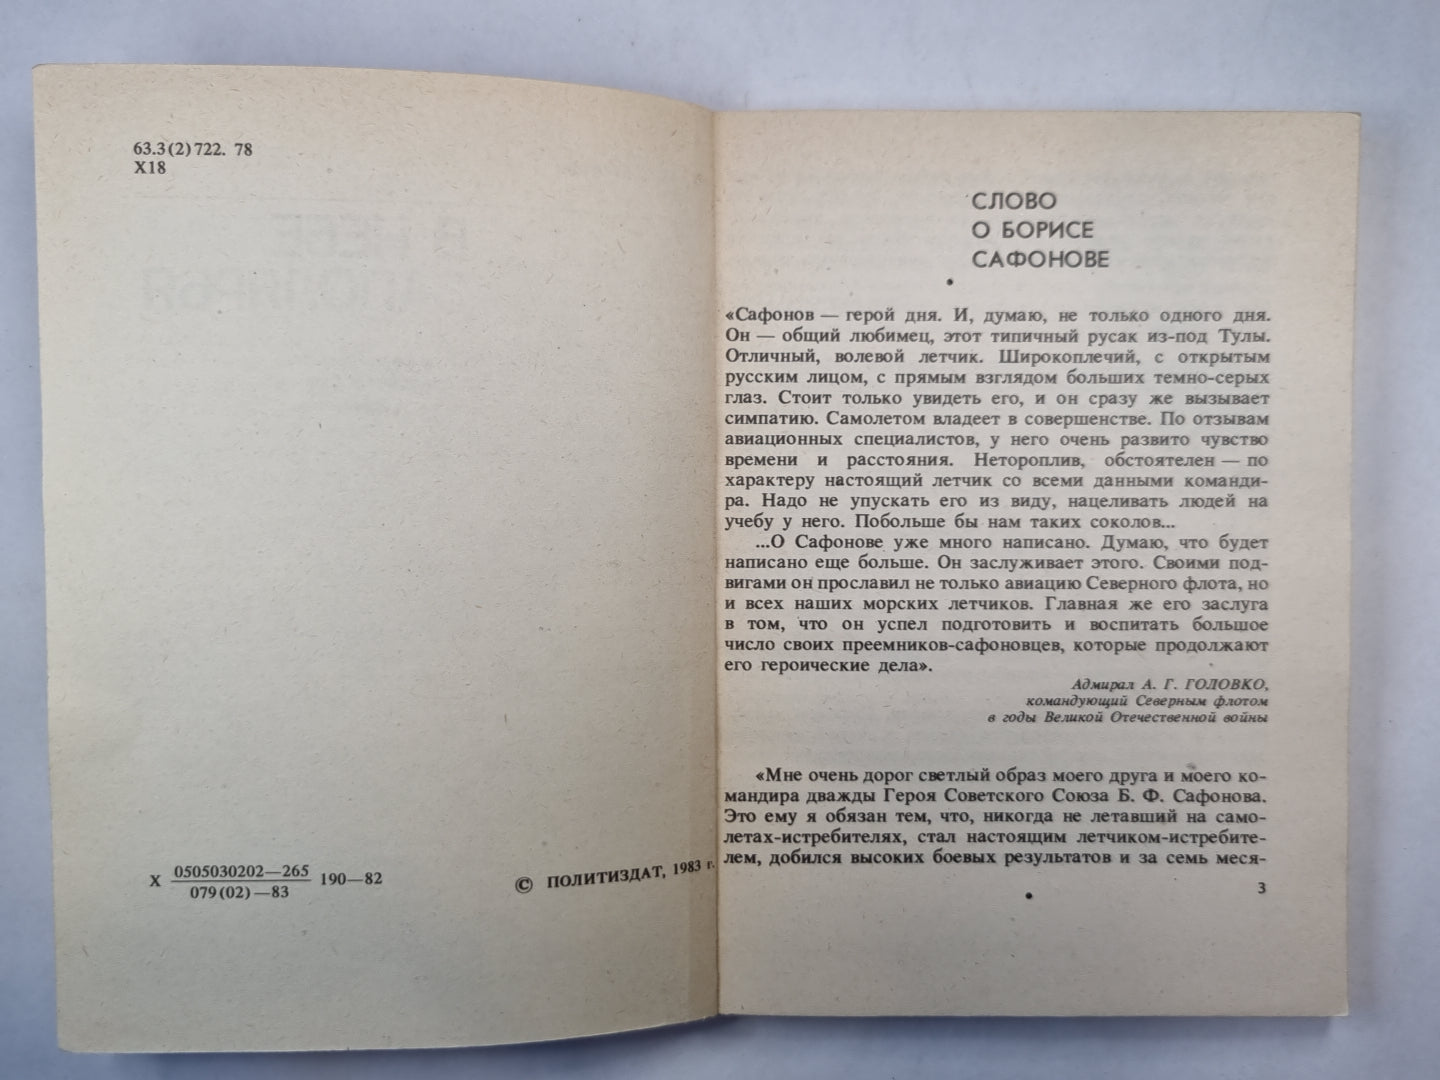 63.3(2)722. 78
Х18
Х 0505030202—265 190—82
079(02)—83
© ПОЛИТИЗДАТ, 1983 г.
СЛОВО
О БОРИСЕ
САФОНОВЕ
«Сафонов — герой дня. И, думаю, не только одного дня.
Он — общий любимец, этот типичный русак из-под Тулы.
Отличный, волевой летчик. Широкоплечий, с открытым
русским лицом, с прямым взглядом больших темно-серых
глаз. Стоит только увидеть его, и он сразу же вызывает
симпатию. Самолетом владеет в совершенстве. По отзывам
авиационных специалистов, у него очень развито чувство
времени и расстояния. Нетороплив, обстоятелен — по
характеру настоящий летчик со всеми данными команди-
ра. Надо не упускать его из виду, нацеливать людей на
учебу у него. Побольше бы нам таких соколов...
...О Сафонове уже много написано. Думаю, что будет
написано еще больше. Он заслуживает этого. Своими под-
вигами он прославил не только авиацию Северного флота, но
и всех наших морских летчиков. Главная же его заслуга
в том, что он успел подготовить и воспитать большое
число своих преемников-сафоновцев, которые продолжают
его героические дела».
Адмирал А. Г. ГОЛОВКО,
командующий Северным флотом
в годы Великой Отечественной войны
«Мне очень дорог светлый образ моего друга и моего ко-
мандира дважды Героя Советского Союза Б. Ф. Сафонова.
Это ему я обязан тем, что, никогда не летавший на само-
летах-истребителях, стал настоящим летчиком-истребите-
лем, добился высоких боевых результатов и за семь меся-
3